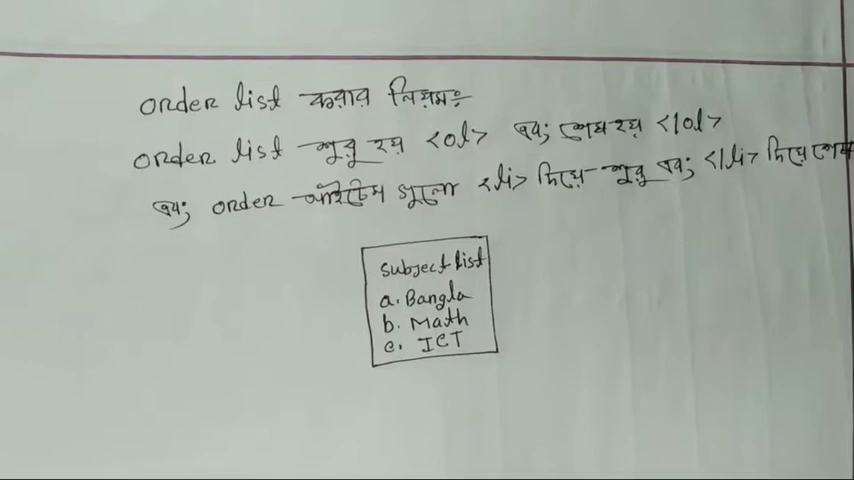 order list করার নিয়মঃ
order list শুরু হয় <ol> এবং শেষ হয় </ol>
এবং order আইটেম গুলো <li> দিয়ে শুরু এবং </li> দিয়ে শেষ
Subject list
a. Bangla
b. Math
c. ICT